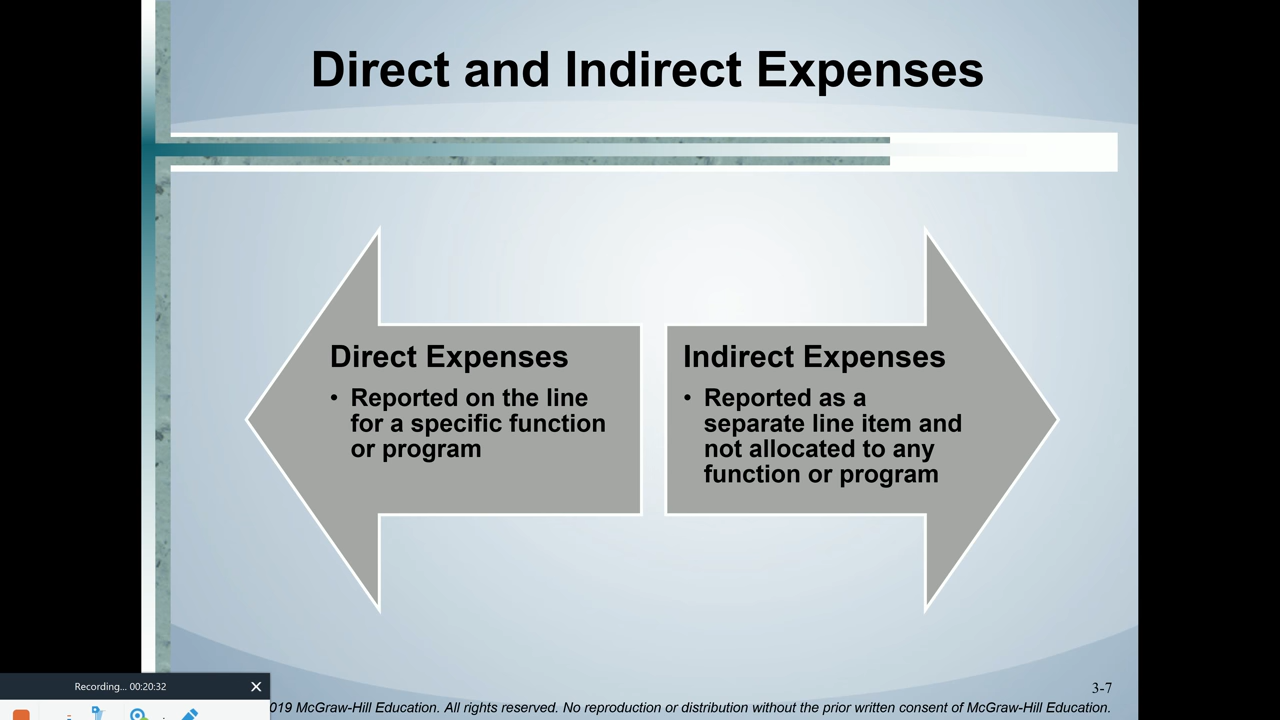 Direct and Indirect Expenses
Direct Expenses
• Reported on the line
for a specific function
or program
Indirect Expenses
• Reported as a
separate line item and
not allocated to any
function or program
3-7
Recording... 00:20:32
019 McGraw-Hill Education. All rights reserved. No reproduction or distribution without the prior written consent of McGraw-Hill Education.